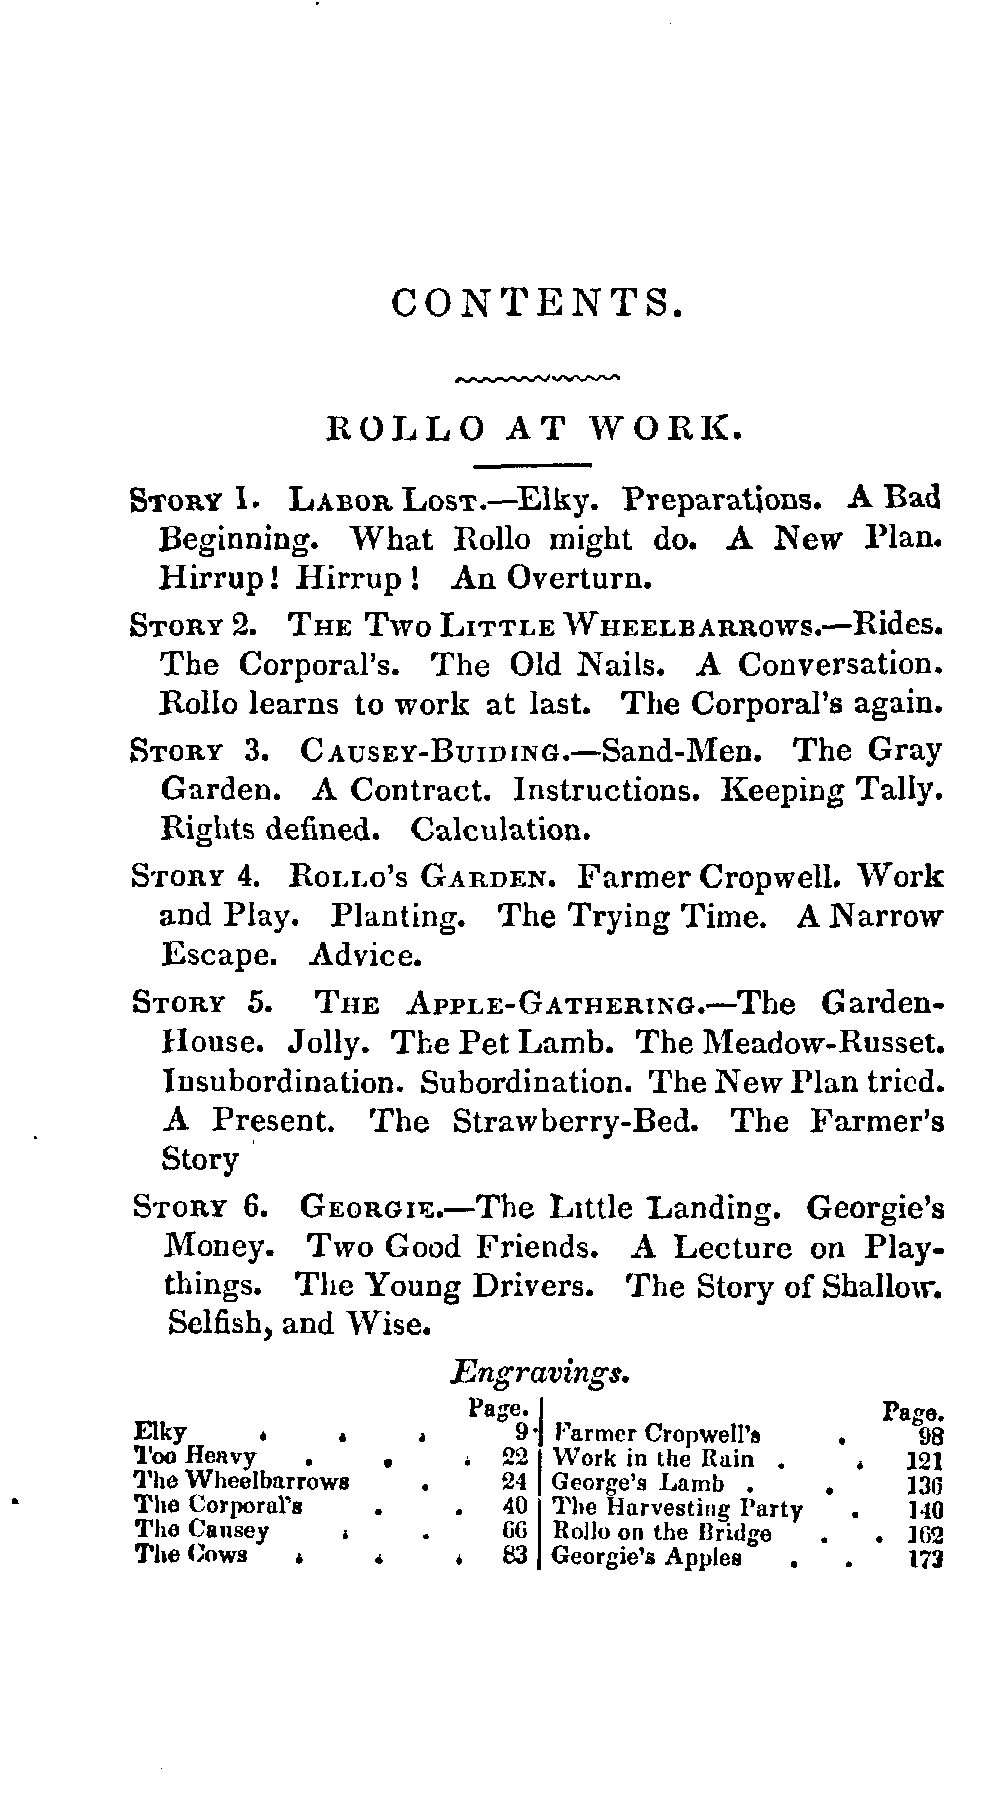 CONTENTS.
ROLLO AT WORK.
STORY 1. LABOR LOST.—Elky. Preparations. A Bad
Beginning. What Rollo might do. A New Plan.
Hirrup! Hirrup! An Overturn.
STORY 2. THE TWO LITTLE WHEELBARROWS.—Rides.
The Corporal's. The Old Nails. A Conversation.
Rollo learns to work at last. The Corporal's again.
STORY 3. CAUSEY-BUIDING.—Sand-Men. The Gray
Garden. A Contract. Instructions. Keeping Tally.
Rights defined. Calculation.
STORY 4. ROLLO'S GARDEN. Farmer Cropwell. Work
and Play. Planting. The Trying Time. A Narrow
Escape. Advice.
STORY 5. THE APPLE-GATHERING.—The Garden-
House. Jolly. The Pet Lamb. The Meadow-Russet.
Insubordination. Subordination. The New Plan tried.
A Present. The Strawberry-Bed. The Farmer's
Story
STORY 6. GEORGIE.—The Little Landing. Georgie's
Money. Two Good Friends. A Lecture on Play-
things. The Young Drivers. The Story of Shallow.
Selfish, and Wise.
Engravings.
Page.
Elky . . . 9
Too Heavy . . . 22
The Wheelbarrows . 24
The Corporal's . . 40
The Causey . . 66
The Cows . . . 83
Page.
Farmer Cropwell's . 98
Work in the Rain . . 121
George's Lamb . . 136
The Harvesting Party . 140
Rollo on the Bridge . . 162
Georgie's Apples . . 173